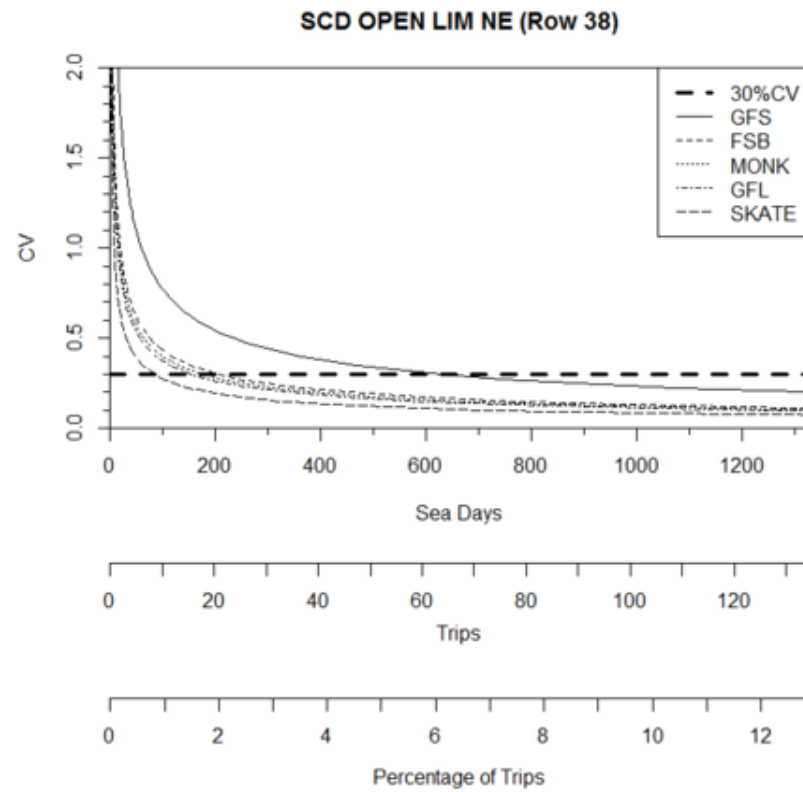 SCD OPEN LIM NE (Row 38)
30%CV
GFS
FSB
MONK
GFL
SKATE
CV
2.0
1.5
1.0
0.5
0.0
0 200 400 600 800 1000 1200
Sea Days
0 20 40 60 80 100 120
Trips
0 2 4 6 8 10 12
Percentage of Trips